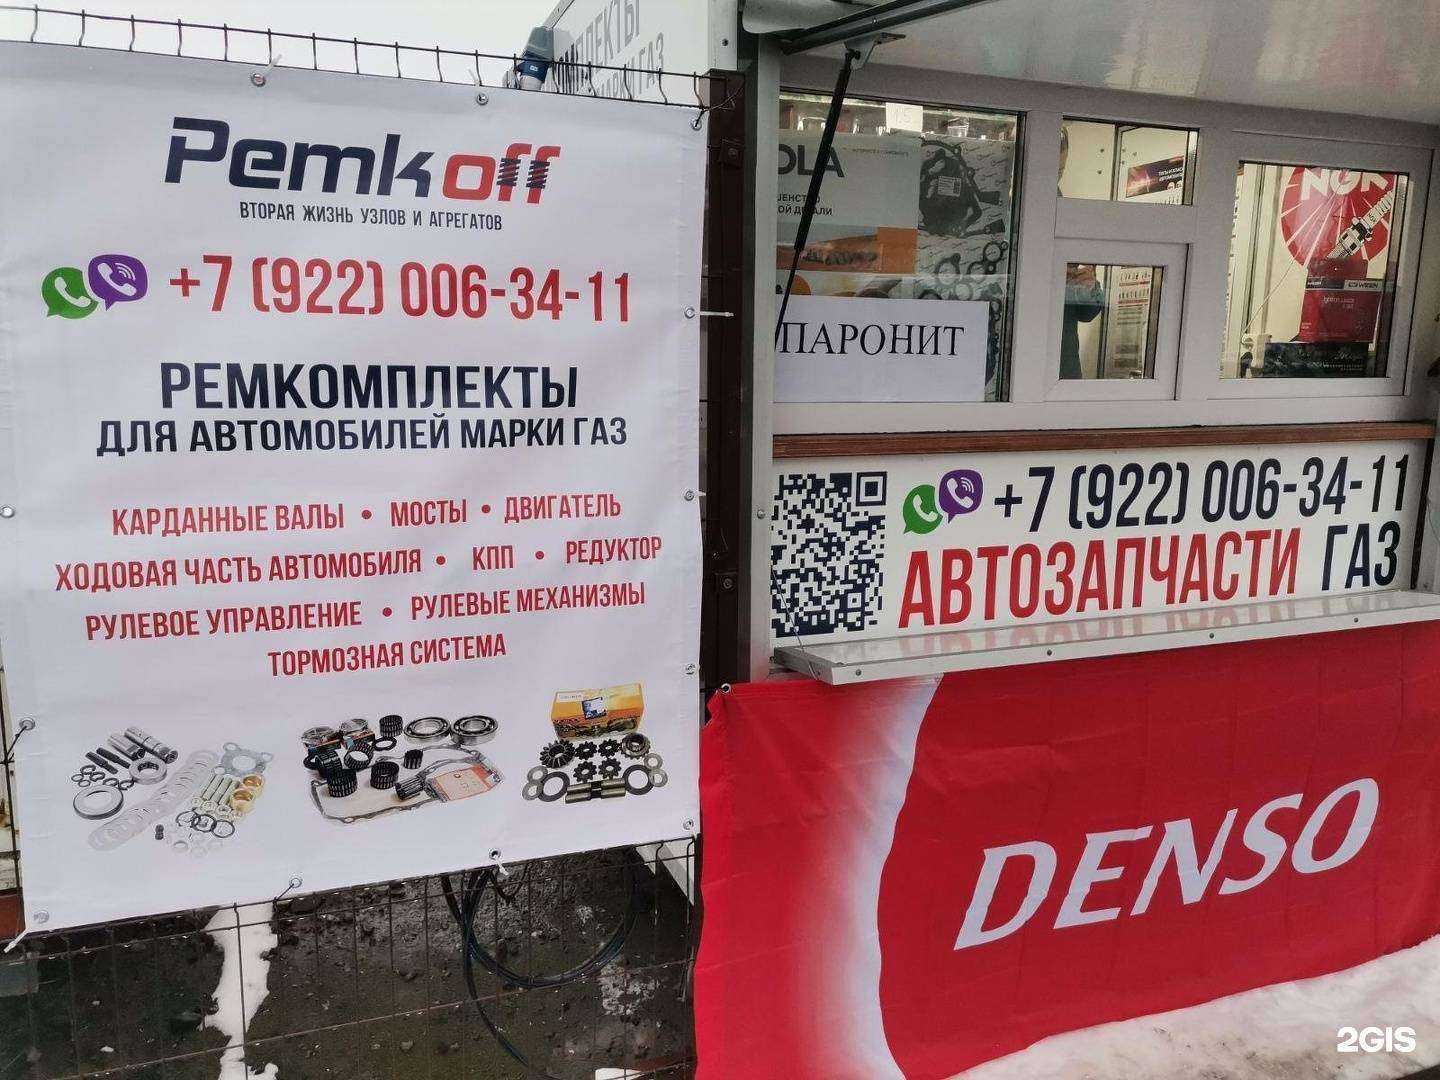 Ремkoff
ВТОРАЯ ЖИЗНЬ УЗЛОВ И АГРЕГАТОВ
+7 (922) 006-34-11
РЕМКОМПЛЕКТЫ
ДЛЯ АВТОМОБИЛЕЙ МАРКИ ГАЗ
КАРДАННЫЕ ВАЛЫ • МОСТЫ • ДВИГАТЕЛЬ
ХОДОВАЯ ЧАСТЬ АВТОМОБИЛЯ • КПП • РЕДУКТОР
РУЛЕВОЕ УПРАВЛЕНИЕ • РУЛЕВЫЕ МЕХАНИЗМЫ
ТОРМОЗНАЯ СИСТЕМА
ПАРОНИТ
NGK
+7 (922) 006-34-11
АВТОЗАПЧАСТИ ГАЗ
DENSO
2GIS